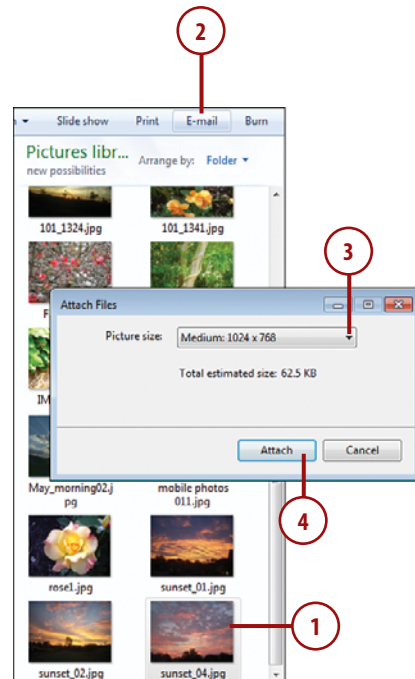 2
Slide show Print E-mail Burn
Pictures libr...
Arrange by: Folder
new possibilities
101_1324.jpg 101_1341.jpg
3
Attach Files
Picture size: Medium: 1024 x 768
Total estimated size: 62.5 KB
Attach Cancel
4
May_morning02.j
pg
mobile photos
011.jpg
rose1.jpg sunset_01.jpg
1
sunset_02.jpg sunset_04.jpg